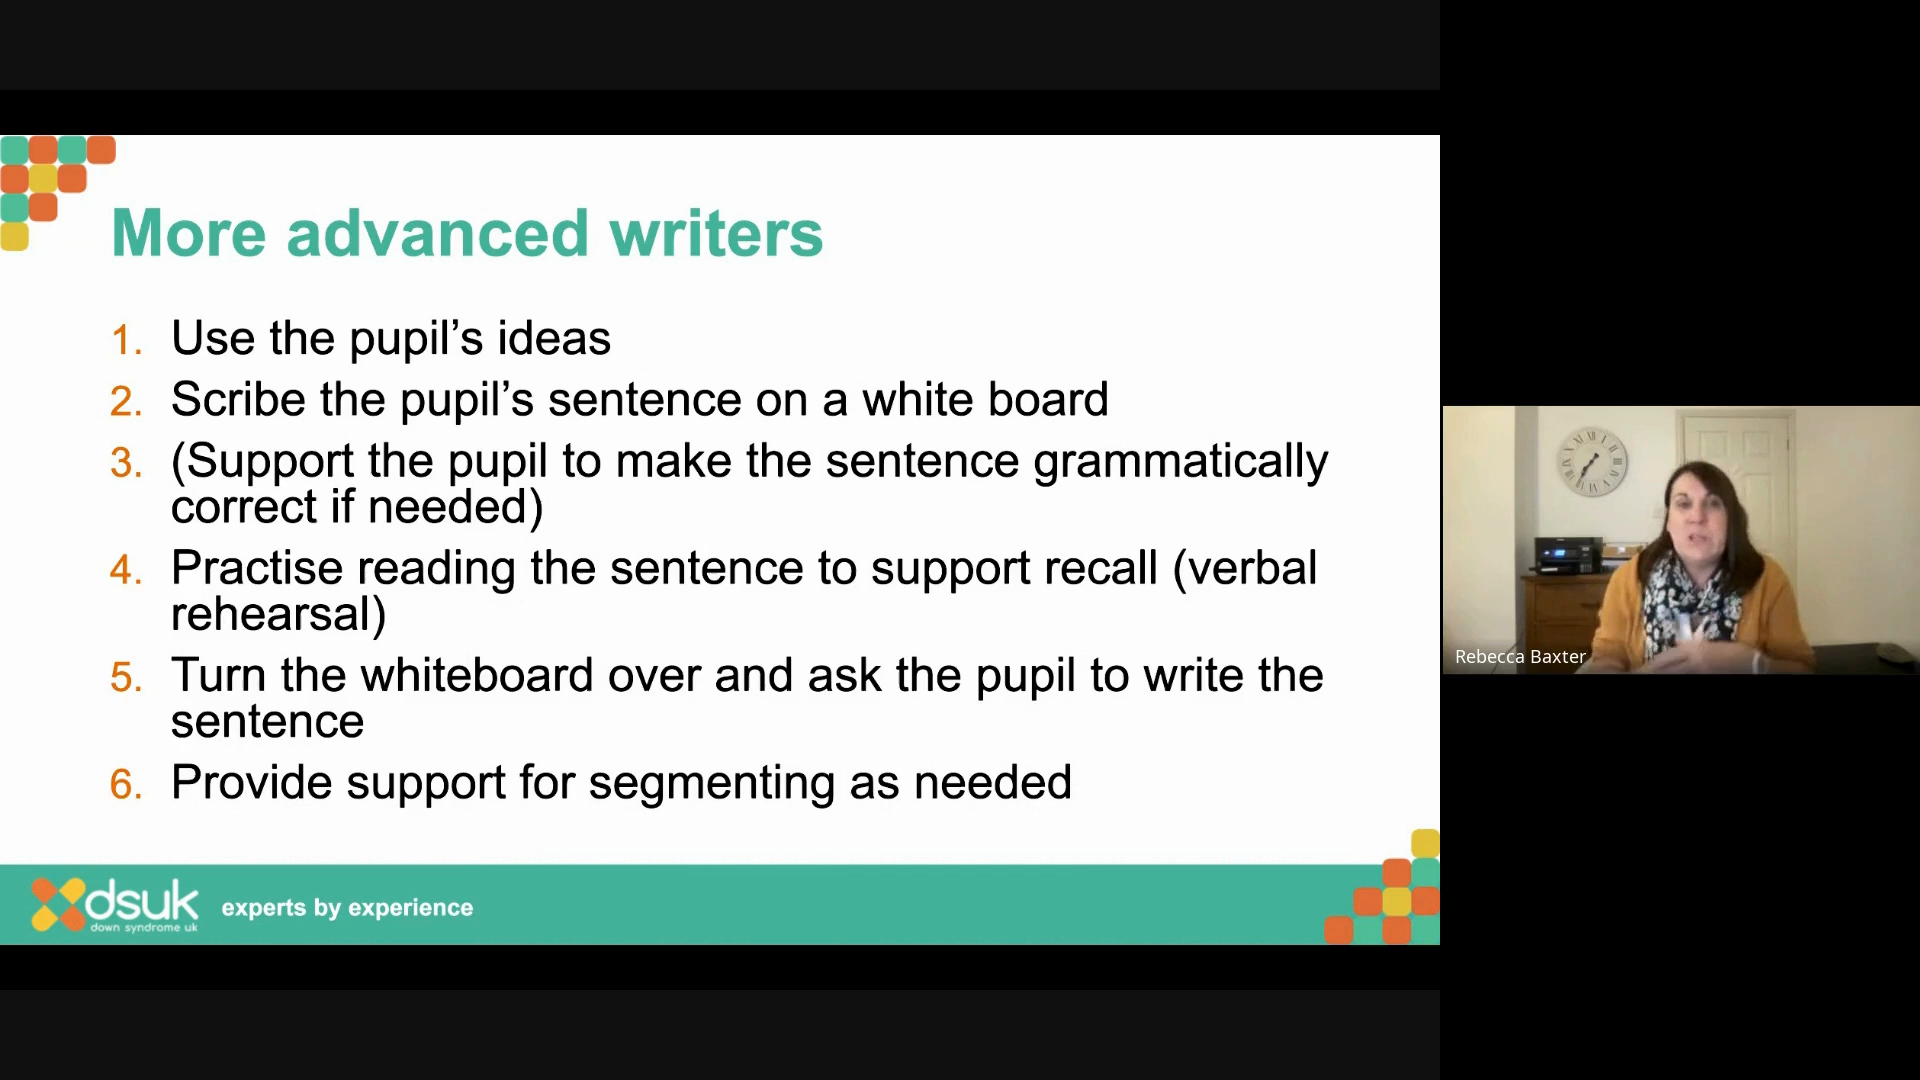 More advanced writers
1. Use the pupil’s ideas
2. Scribe the pupil’s sentence on a white board
3. (Support the pupil to make the sentence grammatically
correct if needed)
4. Practise reading the sentence to support recall (verbal
rehearsal)
5. Turn the whiteboard over and ask the pupil to write the
sentence
6. Provide support for segmenting as needed
dsuk
down syndrome uk
experts by experience
Rebecca Baxter